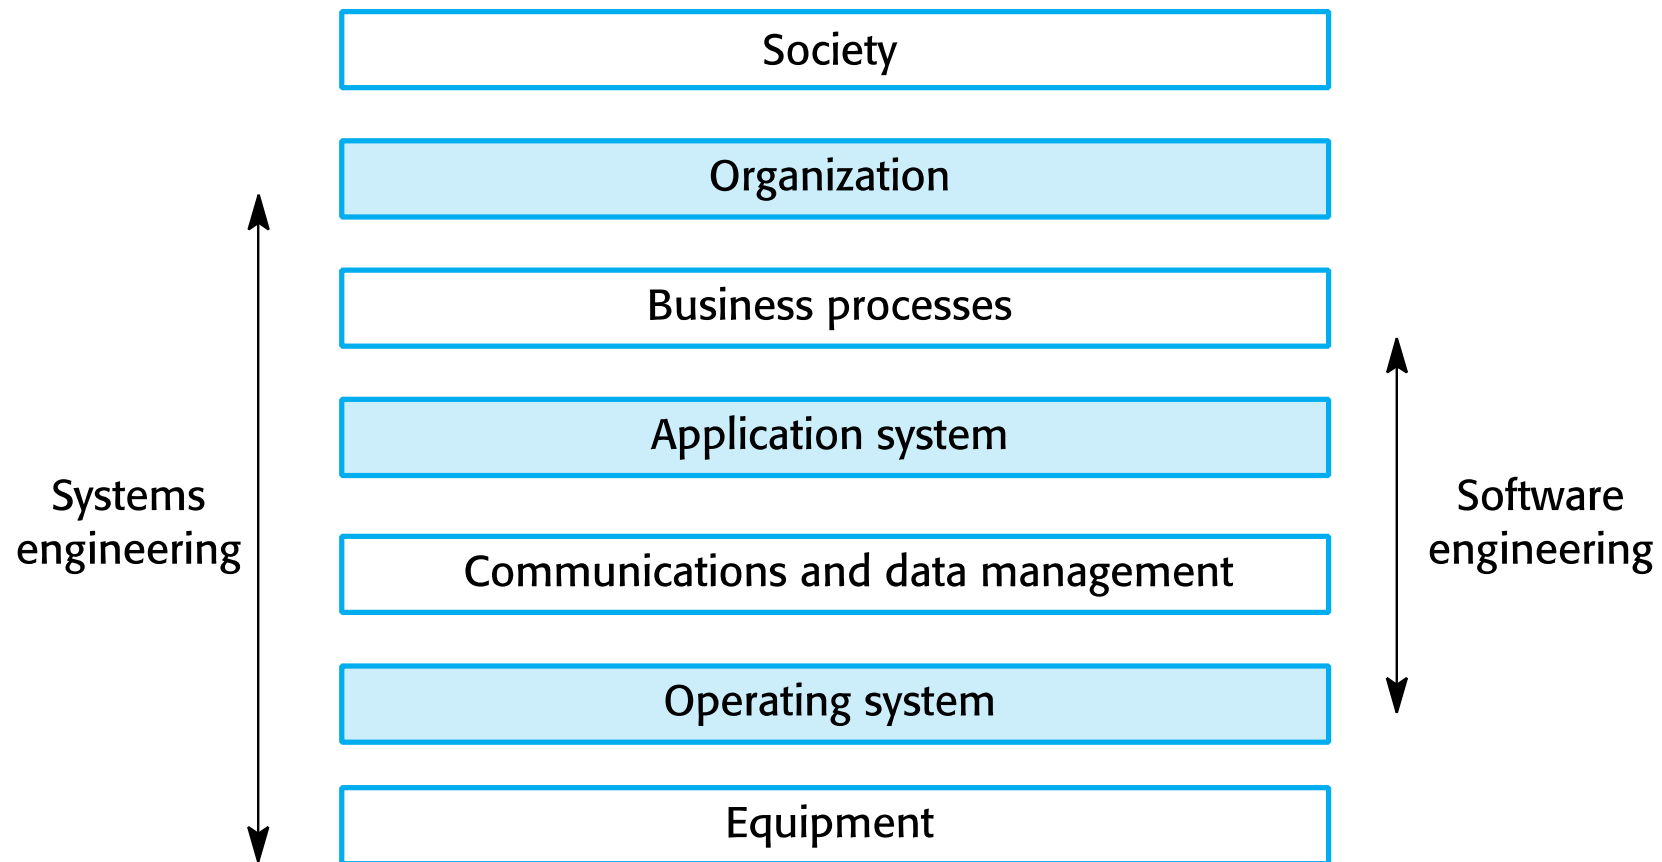 Society
Organization
Business processes
Application system
Systems
engineering
Software
engineering
Communications and data management
Operating system
Equipment